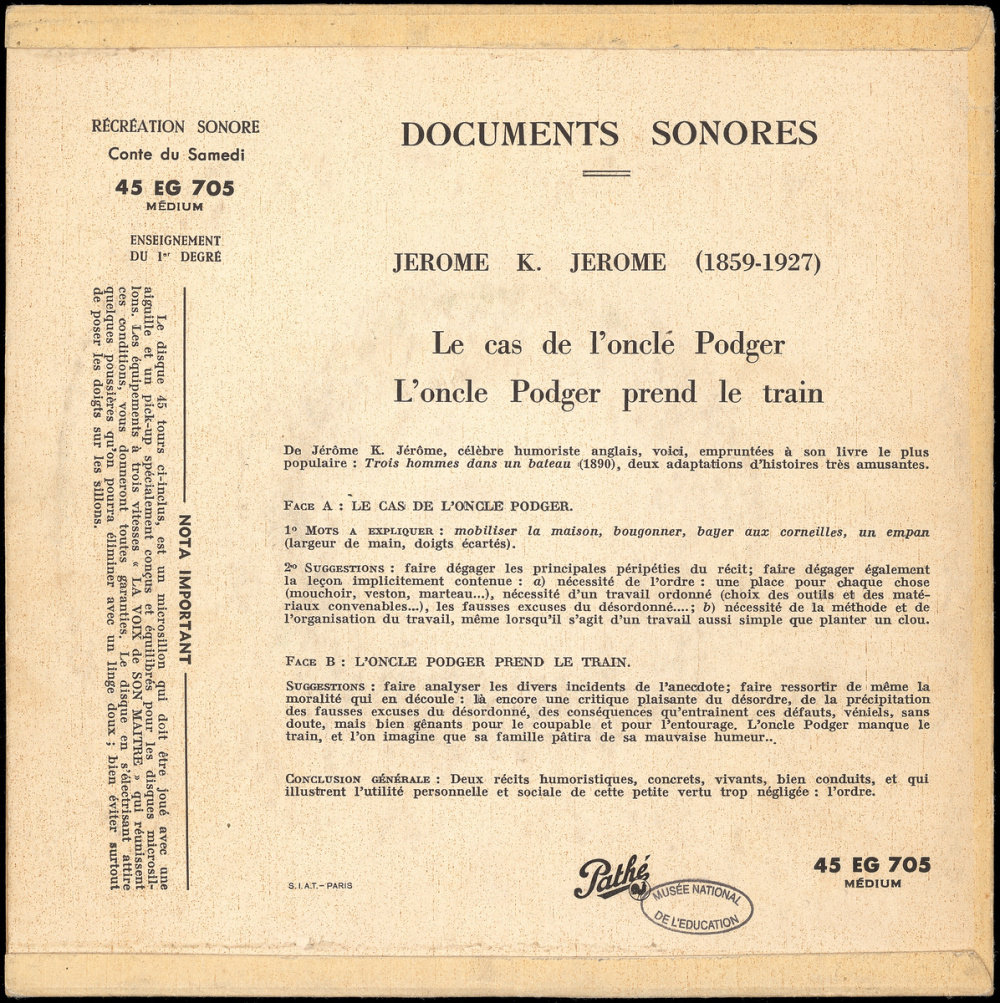 RÉCRÉATION SONORE
Conte du Samedi
45 EG 705
MÉDIUM
ENSEIGNEMENT
DU 1er DEGRÉ
NOTA IMPORTANT
Le disque 45 tours ci-inclus, est un microsillon qui doit être joué avec une
aiguille et un pick-up spécialement conçus et équilibrés pour les disques microsil-
lons. Les équipements à trois vitesses « LA VOIX de SON MAITRE » qui réunissent
ces conditions, vous donneront toutes garanties. Le disque en s'électrisant attire
quelques poussières qu'on pourra éliminer avec un linge doux ; bien éviter surtout
de poser les doigts sur les sillons.
DOCUMENTS SONORES
JEROME K. JEROME (1859-1927)
Le cas de l'onclé Podger
L'oncle Podger prend le train
De Jérôme K. Jérôme, célèbre humoriste anglais, voici, empruntées à son livre le plus
populaire : Trois hommes dans un bateau (1890), deux adaptations d'histoires très amusantes.
FACE A : LE CAS DE L'ONCLE PODGER.
1° MOTS A EXPLIQUER : mobiliser la maison, bougonner, bayer aux corneilles, un empan
(largeur de main, doigts écartés).
2° SUGGESTIONS : faire dégager les principales péripéties du récit; faire dégager également
la leçon implicitement contenue : a) nécessité de l'ordre : une place pour chaque chose
(mouchoir, veston, marteau...), nécessité d'un travail ordonné (choix des outils et des maté-
riaux convenables...), les fausses excuses du désordonné....; b) nécessité de la méthode et de
l'organisation du travail, même lorsqu'il s'agit d'un travail aussi simple que planter un clou.
FACE B : L'ONCLE PODGER PREND LE TRAIN.
SUGGESTIONS : faire analyser les divers incidents de l'anecdote; faire ressortir de même la
moralité qui en découle : là encore une critique plaisante du désordre, de la précipitation
des fausses excuses du désordonné, des conséquences qu'entrainent ces défauts, véniels, sans
doute, mais bien gênants pour le coupable et pour l'entourage. L'oncle Podger manque le
train, et l'on imagine que sa famille pâtira de sa mauvaise humeur...
CONCLUSION GÉNÉRALE : Deux récits humoristiques, concrets, vivants, bien conduits, et qui
illustrent l'utilité personnelle et sociale de cette petite vertu trop négligée : l'ordre.
S.I.A.T. – PARIS
Pathé
MUSÉE NATIONAL
DE L'EDUCATION
45 EG 705
MÉDIUM